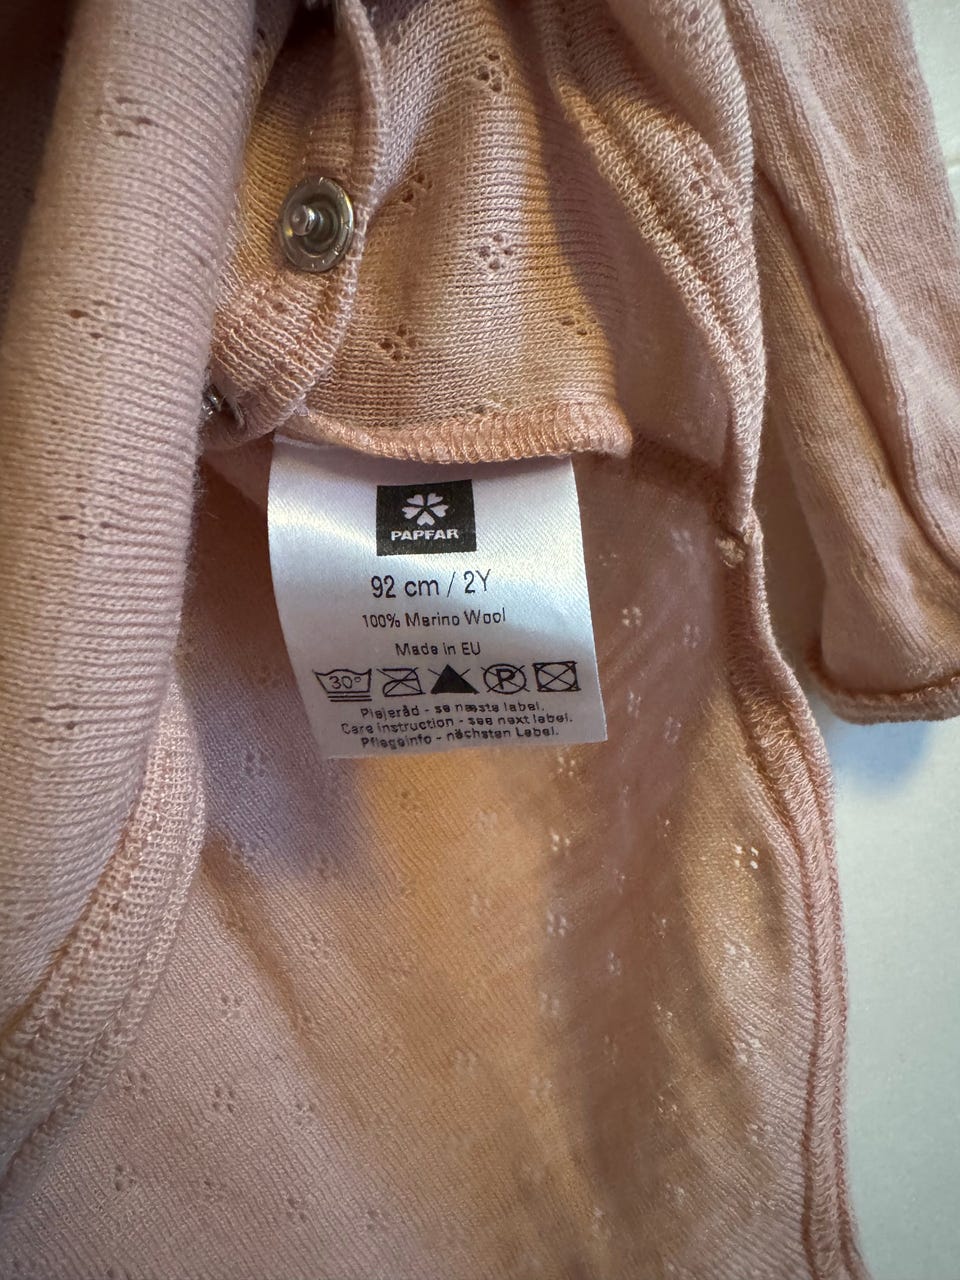 PAPFAR
92 cm / 2Y
100% Merino Wool
Made in EU
30° P
Plejeråd - se næste label.
Care instruction - see next label.
Pflegeinfo - nächsten Label.